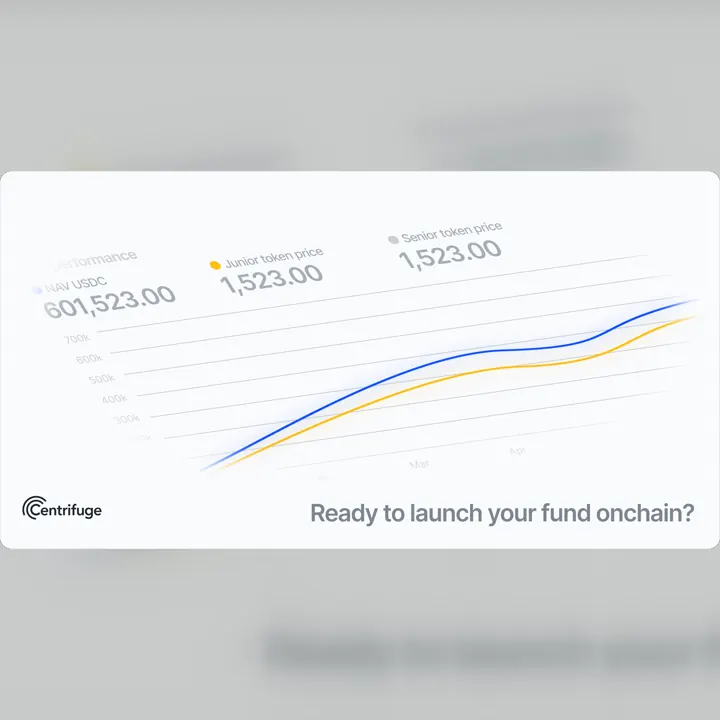 Performance
NAV USDC
601,523.00
Junior token price
1,523.00
Senior token price
1,523.00
700k
600k
500k
400k
300k
Mar
Apr
Centrifuge
Ready to launch your fund onchain?